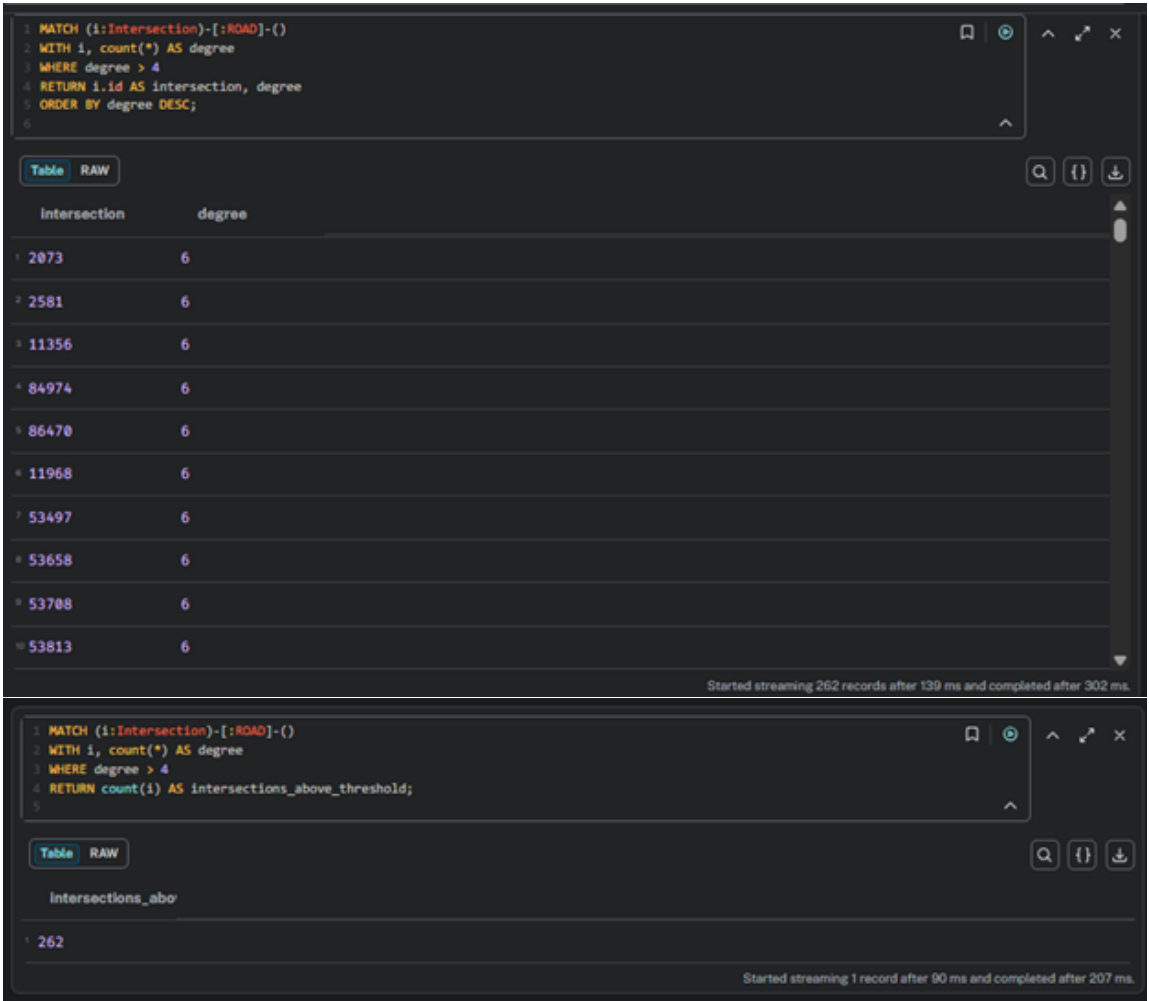 1 MATCH (i:Intersection)-[:ROAD]-()
2 WITH i, count(*) AS degree
3 WHERE degree > 4
4 RETURN i.id AS intersection, degree
5 ORDER BY degree DESC;
6
Table RAW
intersection degree
1 2073 6
2 2581 6
3 11356 6
4 84974 6
5 86470 6
6 11968 6
7 53497 6
8 53658 6
9 53708 6
10 53813 6
Started streaming 262 records after 139 ms and completed after 302 ms.
1 MATCH (i:Intersection)-[:ROAD]-()
2 WITH i, count(*) AS degree
3 WHERE degree > 4
4 RETURN count(i) AS intersections_above_threshold;
5
Table RAW
intersections_abo
1 262
Started streaming 1 record after 90 ms and completed after 207 ms.